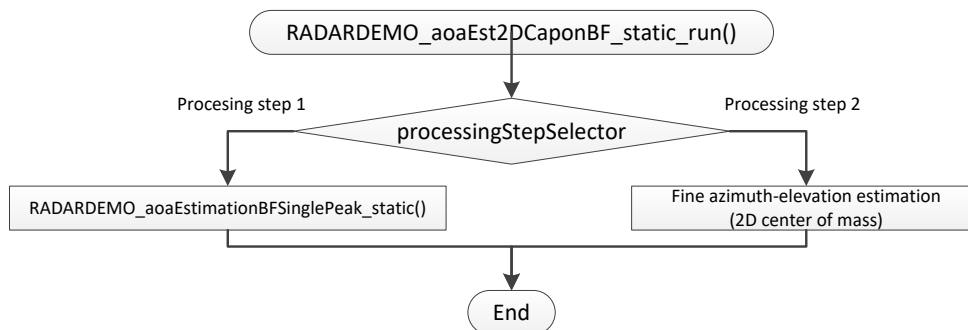 RADARDEMO_aoaEst2DCaponBF_static_run()
Procesing step 1
Processing step 2
processingStepSelector
RADARDEMO_aoaEstimationBFSinglePeak_static()
Fine azimuth-elevation estimation
(2D center of mass)
End